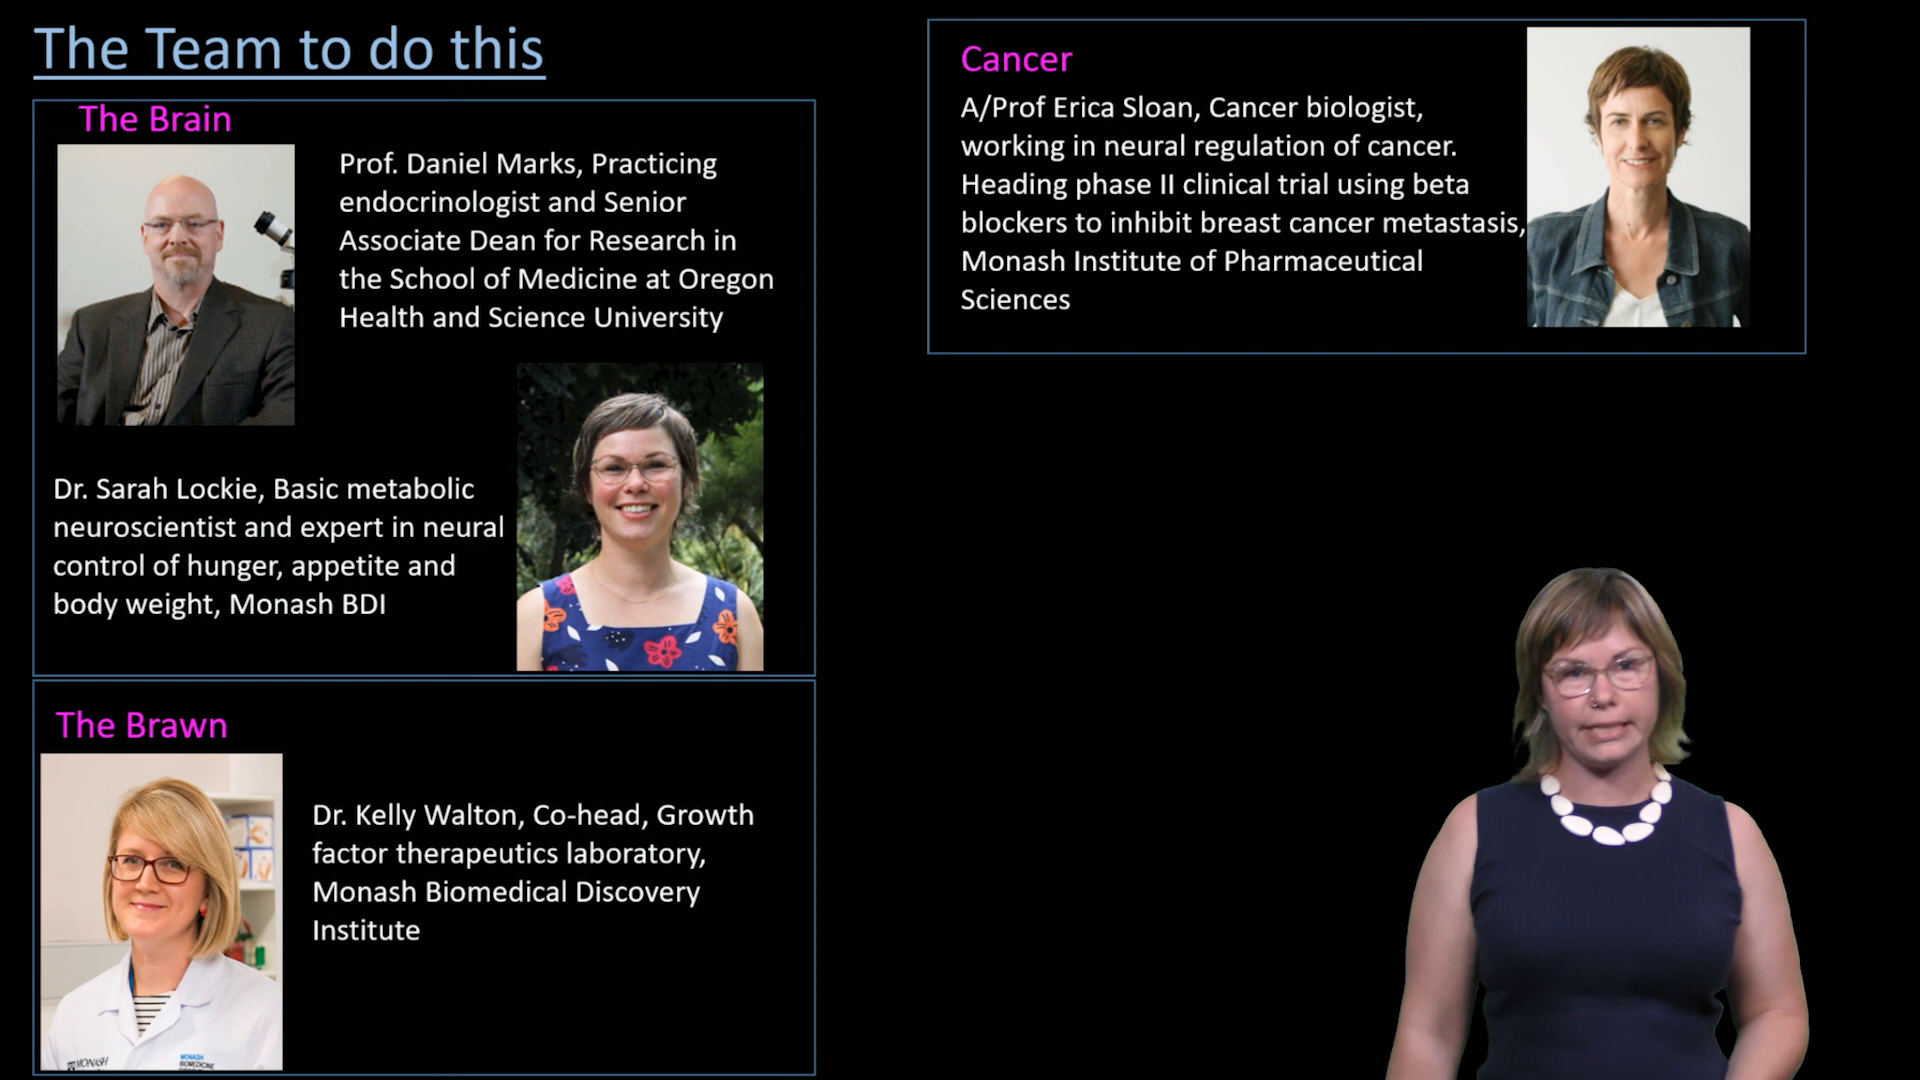 The Team to do this
The Brain
Prof. Daniel Marks, Practicing
endocrinologist and Senior
Associate Dean for Research in
the School of Medicine at Oregon
Health and Science University
Dr. Sarah Lockie, Basic metabolic
neuroscientist and expert in neural
control of hunger, appetite and
body weight, Monash BDI
The Brawn
Dr. Kelly Walton, Co-head, Growth
factor therapeutics laboratory,
Monash Biomedical Discovery
Institute
MONASH
MONASH
BIOMEDICINE
Cancer
A/Prof Erica Sloan, Cancer biologist,
working in neural regulation of cancer.
Heading phase II clinical trial using beta
blockers to inhibit breast cancer metastasis,
Monash Institute of Pharmaceutical
Sciences